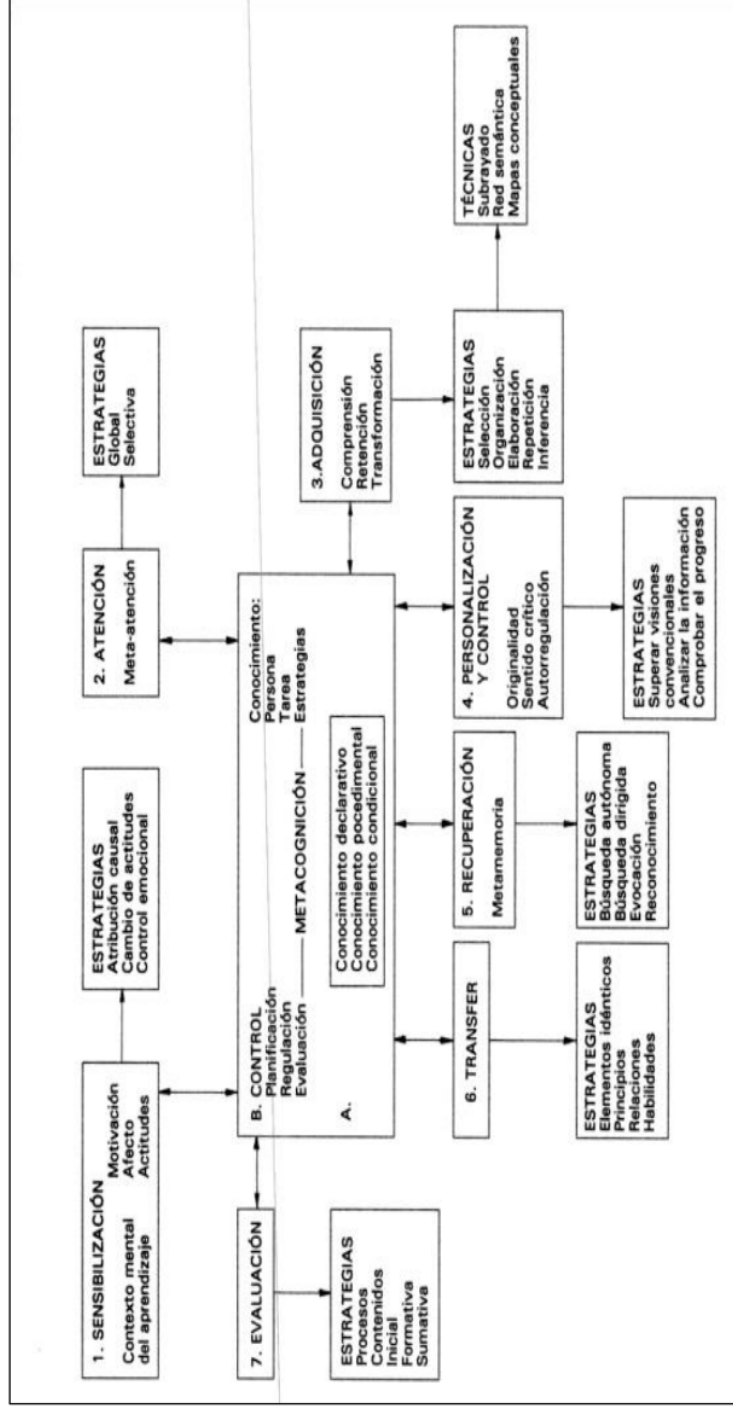 1. SENSIBILIZACIÓN
Contexto mental
del aprendizaje
Motivación
Afecto
Actitudes
ESTRATEGIAS
Atribución causal
Cambio de actitudes
Control emocional
2. ATENCIÓN
Meta-atención
ESTRATEGIAS
Global
Selectiva
B. CONTROL
Planificación
Regulación
Evaluación
METACOGNICIÓN
Conocimiento:
Persona
Tarea
Estrategias
A.
Conocimiento declarativo
Conocimiento pocedimental
Conocimiento condicional
3.ADQUISICIÓN
Comprensión
Retención
Transformación
ESTRATEGIAS
Selección
Organización
Elaboración
Repetición
Inferencia
TÉCNICAS
Subrayado
Red semántica
Mapas conceptuales
4. PERSONALIZACIÓN
Y CONTROL
Originalidad
Sentido crítico
Autorregulación
ESTRATEGIAS
Superar visiones
convencionales
Analizar la información
Comprobar el progreso
5. RECUPERACIÓN
Metamemoria
ESTRATEGIAS
Búsqueda autónoma
Búsqueda dirigida
Evocación
Reconocimiento
6. TRANSFER
ESTRATEGIAS
Elementos idénticos
Principios
Relaciones
Habilidades
7. EVALUACIÓN
ESTRATEGIAS
Procesos
Contenidos
Inicial
Formativa
Sumativa